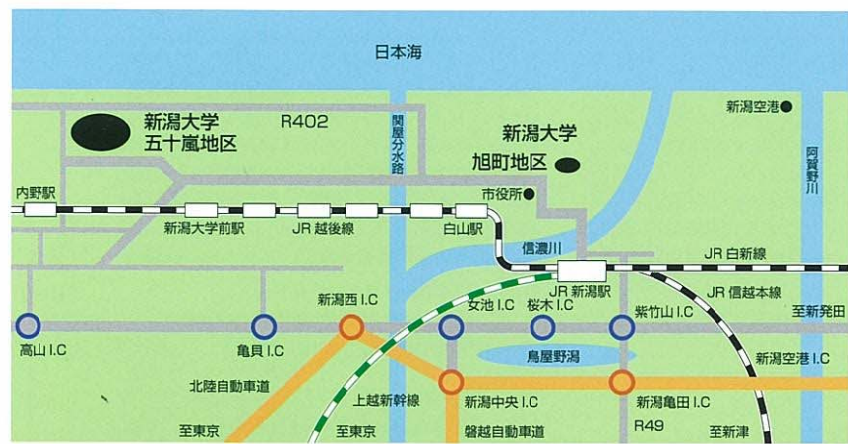 日本海
新潟大学
五十嵐地区
R402
関屋分水路
新潟大学
旭町地区
新潟空港
阿賀野川
内野駅
市役所
新潟大学前駅
JR 越後線
白山駅
信濃川
JR 白新線
JR 新潟駅
JR 信越本線
新潟西 I.C
女池 I.C
桜木 I.C
紫竹山 I.C
至新発田
高山 I.C
亀貝 I.C
鳥屋野潟
新潟空港 I.C
北陸自動車道
上越新幹線
新潟中央 I.C
新潟亀田 I.C
至東京
至東京
磐越自動車道
R49
至新津